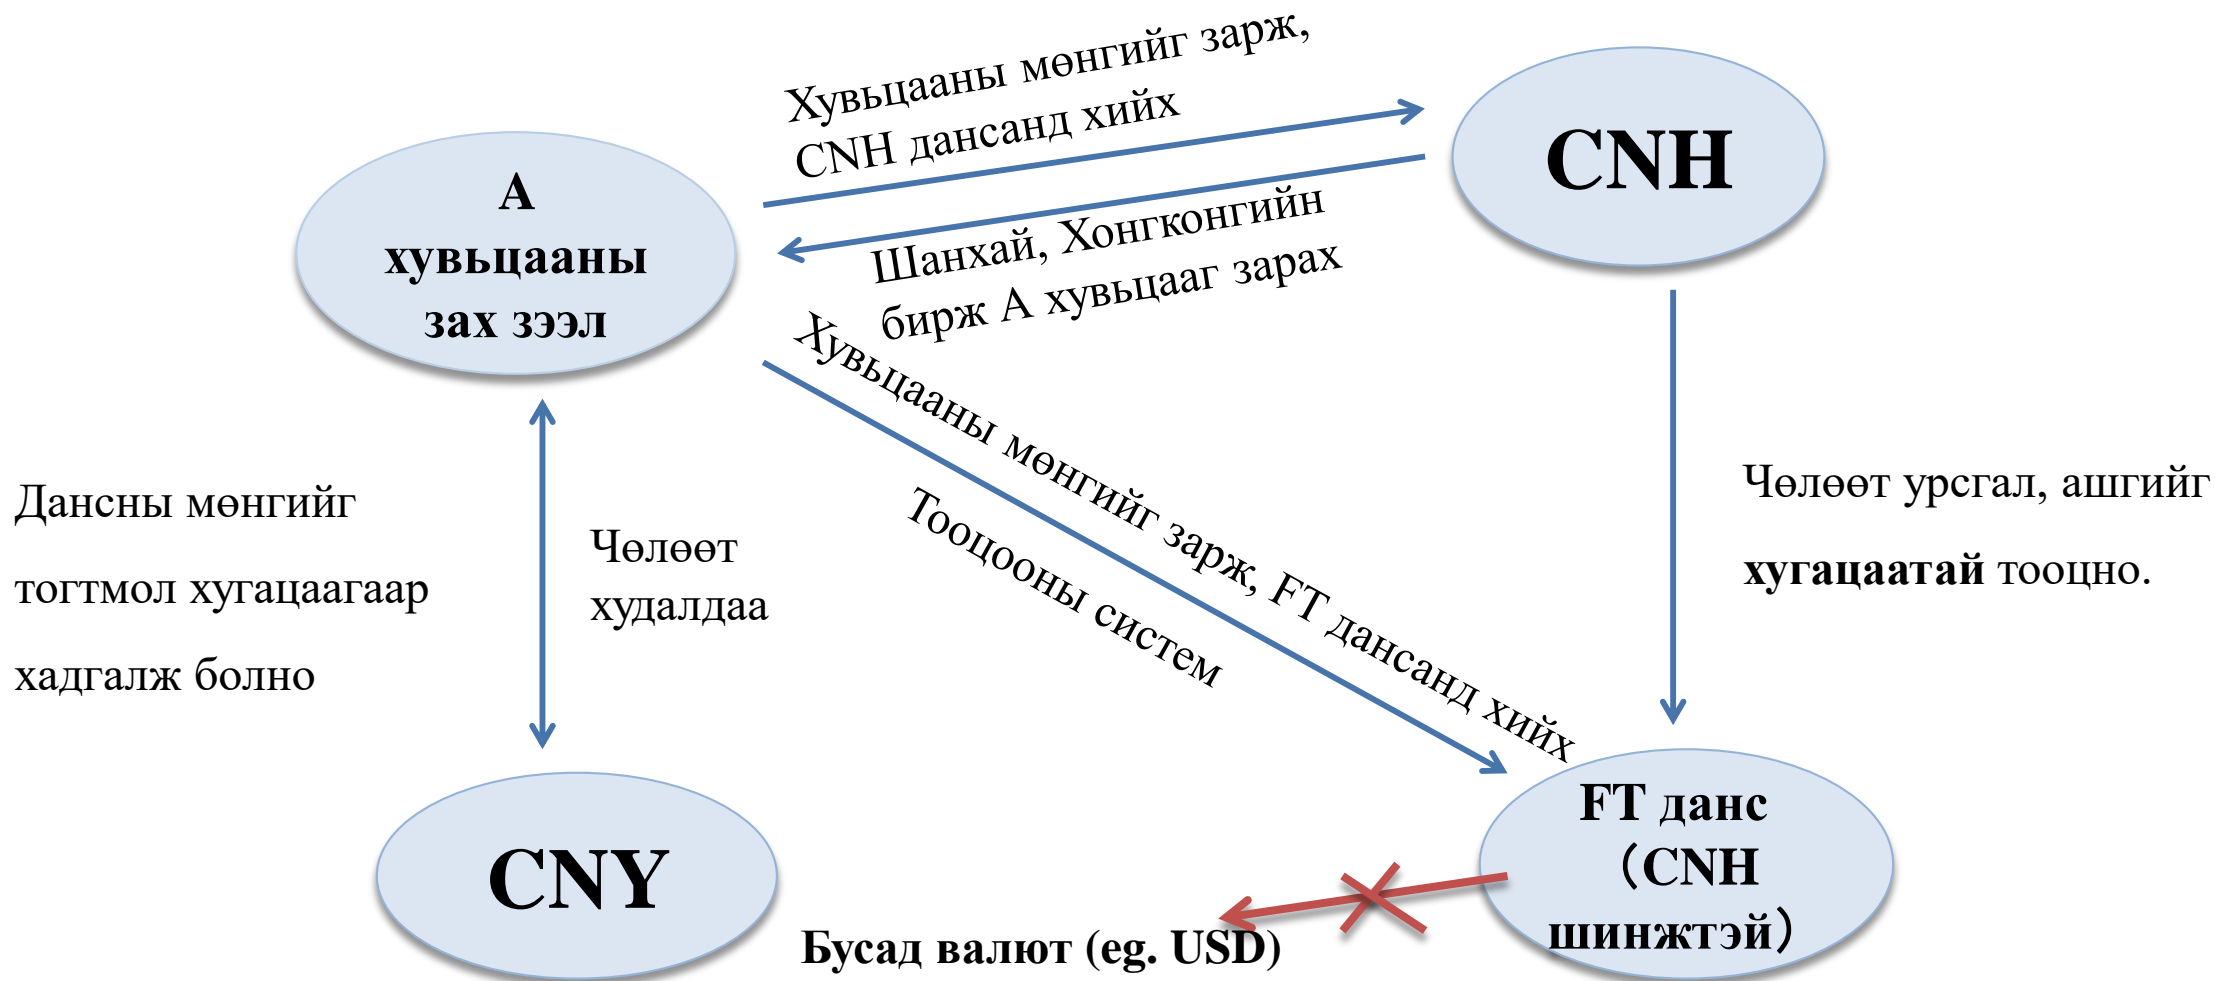 Хувьцааны мөнгийг зарж,
CNH дансанд хийх
CNH
А
хувьцааны
зах зээл
Шанхай, Хонгконгийн
бирж А хувьцааг зарах
Хувьцааны мөнгийг зарж, FT дансанд хийх
Тооцооны систем
Дансны мөнгийг
тогтмол хугацаагаар
хадгалж болно
Чөлөөт
худалдаа
Чөлөөт урсгал, ашгийг
хугацаатай тооцно.
CNY
FT данс
（CNH
шинжтэй）
Бусад валют (eg. USD)